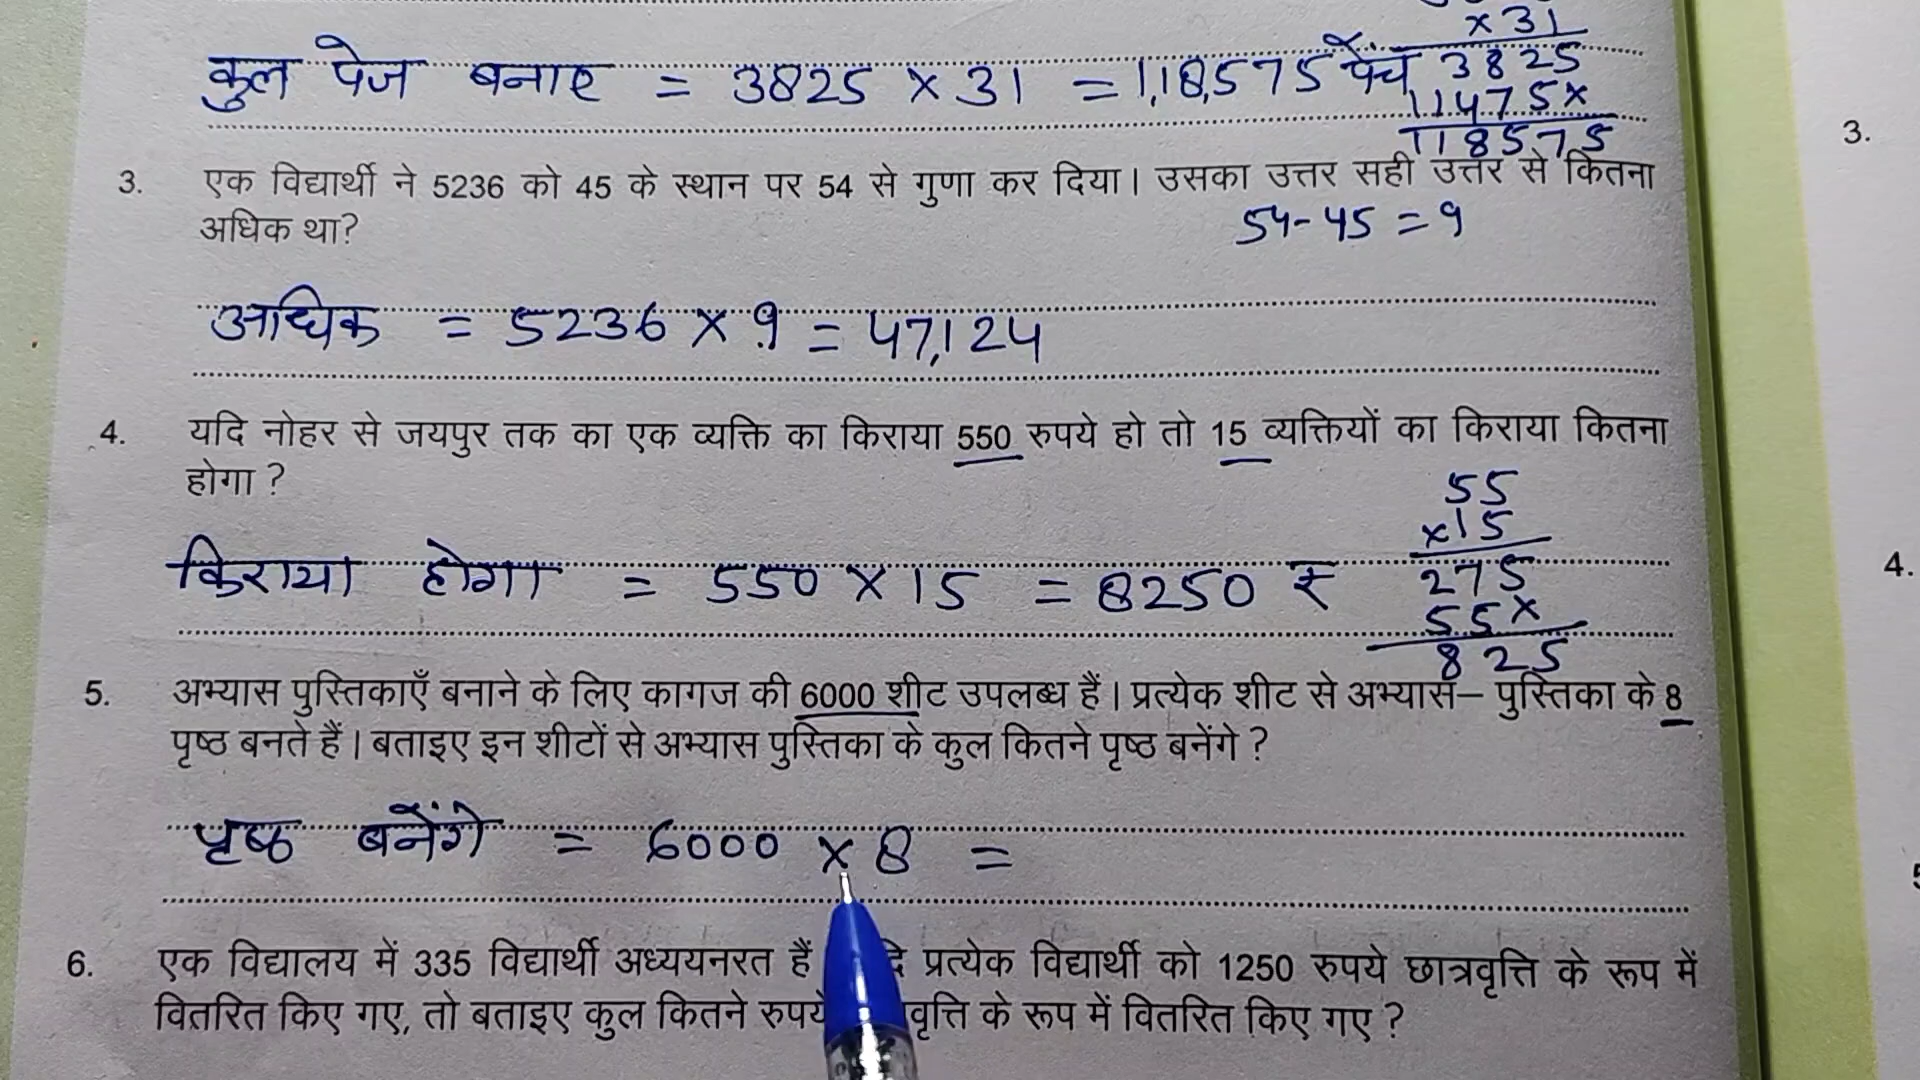 × 31
कुल पेज बनाए = 3825 × 31 = 1,18,575 पेंच
3825
11475×
118575
3. एक विद्यार्थी ने 5236 को 45 के स्थान पर 54 से गुणा कर दिया। उसका उत्तर सही उत्तर से कितना
अधिक था?
54-45 = 9
अधिक = 5236 × 9 = 47,124
4. यदि नोहर से जयपुर तक का एक व्यक्ति का किराया 550 रुपये हो तो 15 व्यक्तियों का किराया कितना
होगा ?
55
×15
किराया होगा = 550 × 15 = 8250 ₹
275
55×
825
5. अभ्यास पुस्तिकाएँ बनाने के लिए कागज की 6000 शीट उपलब्ध हैं। प्रत्येक शीट से अभ्यास– पुस्तिका के 8
पृष्ठ बनते हैं। बताइए इन शीटों से अभ्यास पुस्तिका के कुल कितने पृष्ठ बनेंगे ?
पृष्ठ बनेंगे = 6000 × 8 =
6. एक विद्यालय में 335 विद्यार्थी अध्ययनरत हैं प्रत्येक विद्यार्थी को 1250 रुपये छात्रवृत्ति के रूप में
वितरित किए गए, तो बताइए कुल कितने रुपये वृत्ति के रूप में वितरित किए गए ?
3.
4.